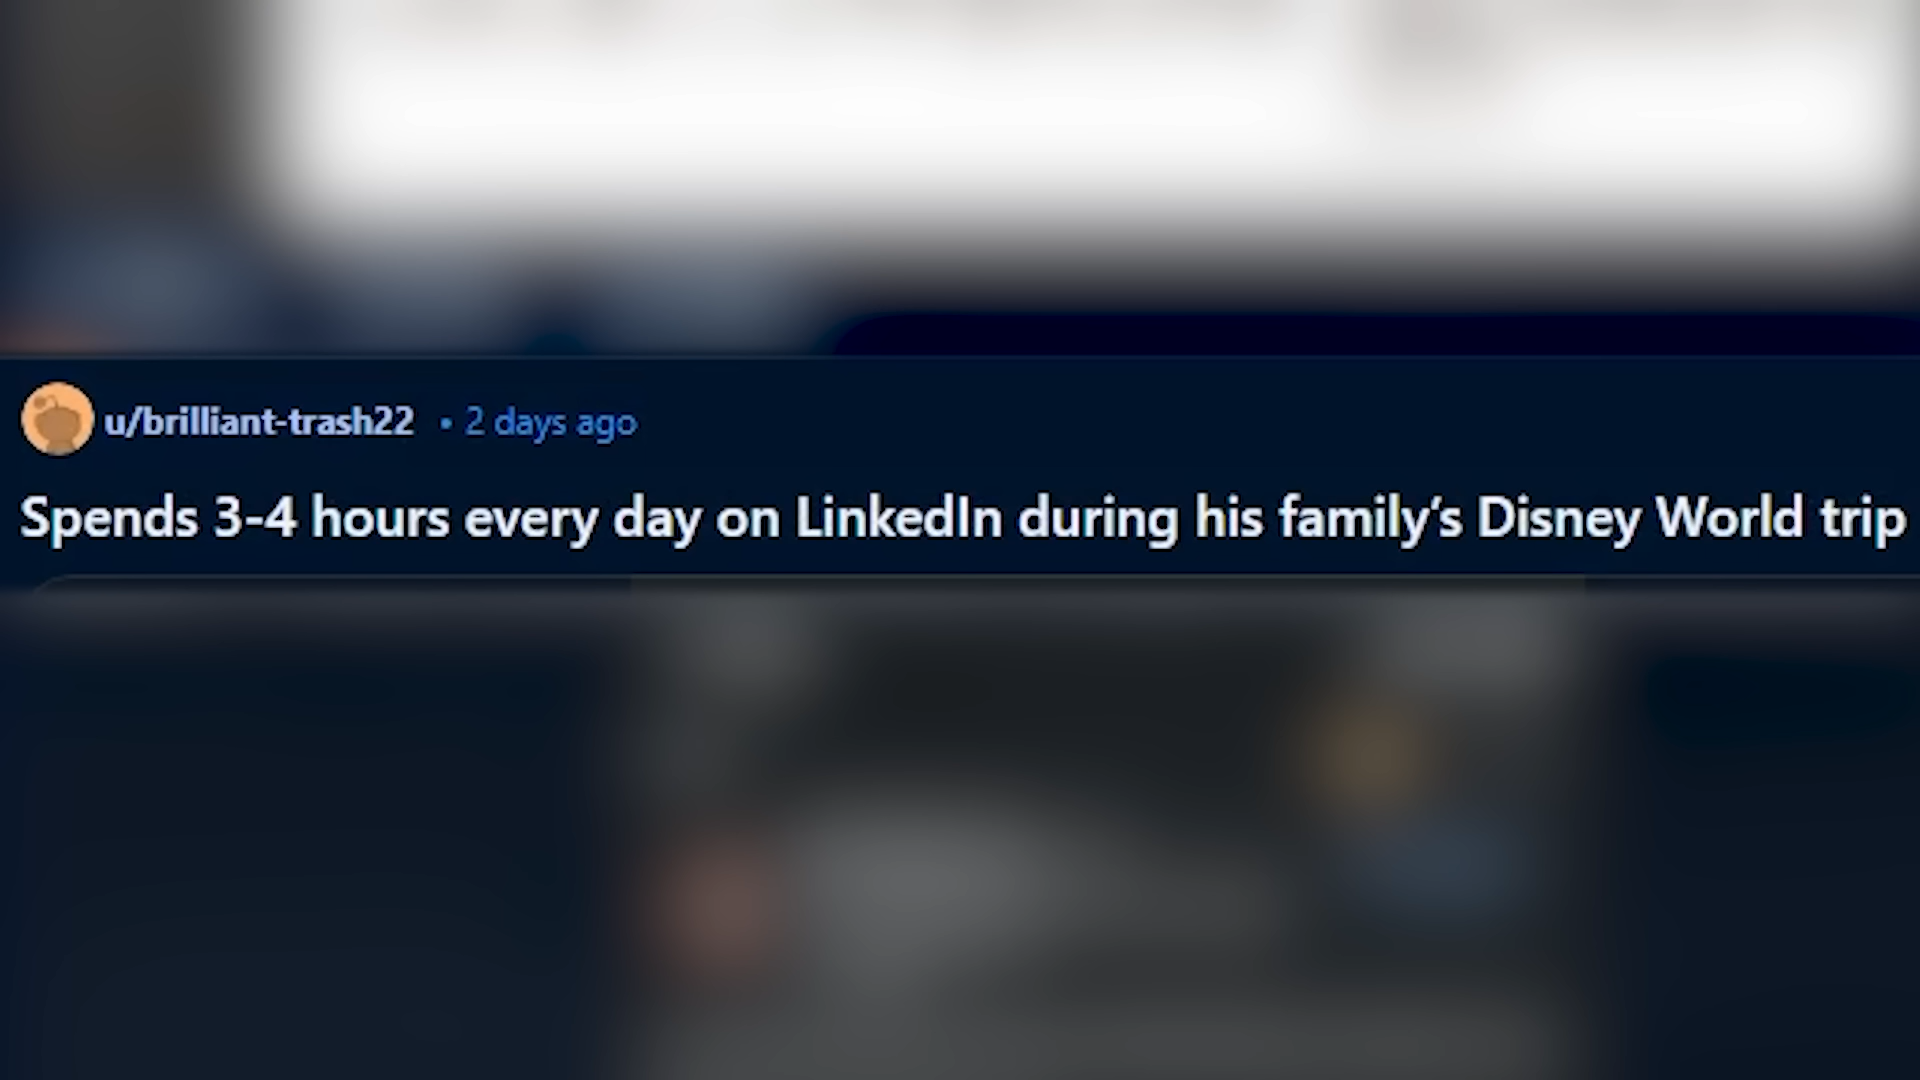 u/brilliant-trash22 • 2 days ago
Spends 3-4 hours every day on LinkedIn during his family’s Disney World trip